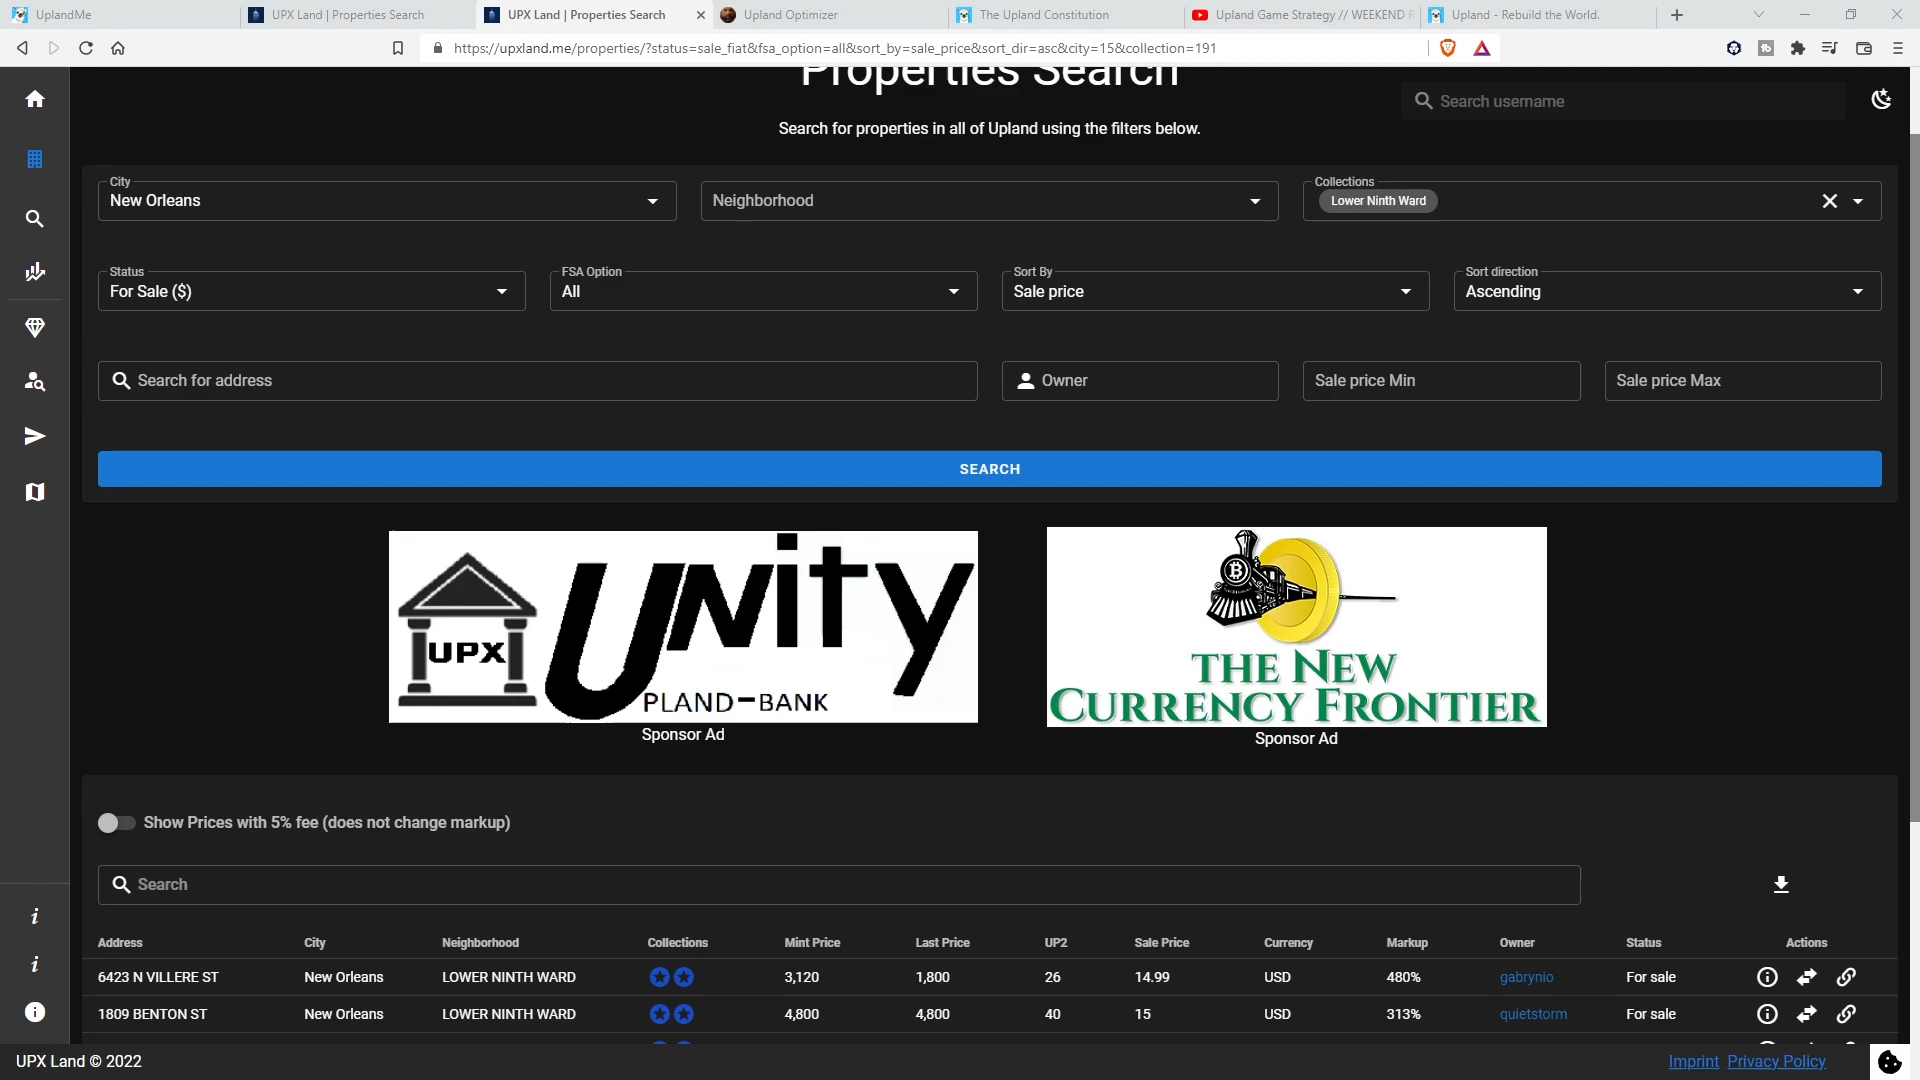 UplandMe
UPX Land | Properties Search
UPX Land | Properties Search
Upland Optimizer
The Upland Constitution
Upland Game Strategy // WEEKEND
Upland - Rebuild the World.
https://upxland.me/properties/?status=sale_fiat&fsa_option=all&sort_by=sale_price&sort_dir=asc&city=15&collection=191
Properties Search
Search username
Search for properties in all of Upland using the filters below.
City
New Orleans
Neighborhood
Collections
Lower Ninth Ward
Status
For Sale ($)
FSA Option
All
Sort By
Sale price
Sort direction
Ascending
Search for address
Owner
Sale price Min
Sale price Max
SEARCH
UPX
Unity
PLAND-BANK
Sponsor Ad
THE NEW
CURRENCY FRONTIER
Sponsor Ad
Show Prices with 5% fee (does not change markup)
Search
Address City Neighborhood Collections Mint Price Last Price UP2 Sale Price Currency Markup Owner Status Actions
6423 N VILLERE ST New Orleans LOWER NINTH WARD 3,120 1,800 26 14.99 USD 480% gabrynio For sale
1809 BENTON ST New Orleans LOWER NINTH WARD 4,800 4,800 40 15 USD 313% quietstorm For sale
UPX Land © 2022
Imprint Privacy Policy